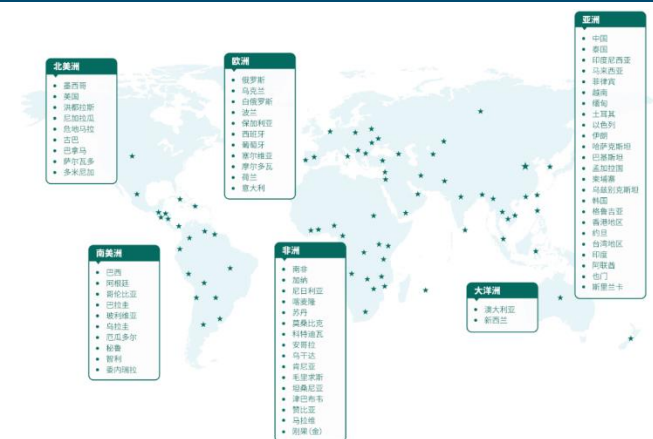 北美洲
墨西哥
美国
洪都拉斯
尼加拉瓜
危地马拉
古巴
巴拿马
萨尔瓦多
多米尼加
欧洲
俄罗斯
乌克兰
白俄罗斯
波兰
保加利亚
西班牙
葡萄牙
塞尔维亚
摩尔多瓦
荷兰
意大利
亚洲
中国
泰国
印度尼西亚
马来西亚
菲律宾
越南
缅甸
土耳其
以色列
伊朗
哈萨克斯坦
巴基斯坦
孟加拉国
柬埔寨
乌兹别克斯坦
韩国
格鲁吉亚
香港地区
约旦
台湾地区
印度
阿联酋
也门
斯里兰卡
南美洲
巴西
阿根廷
哥伦比亚
巴拉圭
玻利维亚
乌拉圭
厄瓜多尔
秘鲁
智利
委内瑞拉
非洲
南非
加纳
尼日利亚
喀麦隆
苏丹
莫桑比克
科特迪瓦
安哥拉
乌干达
肯尼亚
毛里求斯
坦桑尼亚
津巴布韦
赞比亚
马拉维
刚果(金)
大洋洲
澳大利亚
新西兰